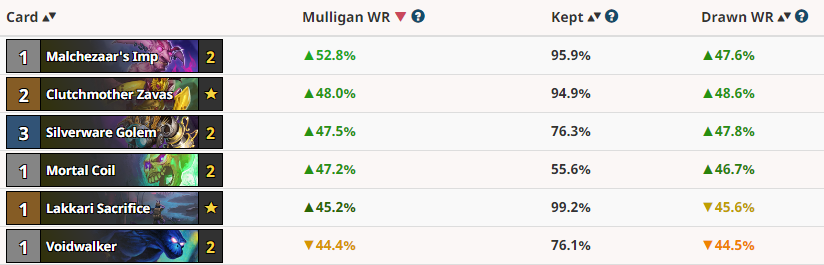 Card ▲▼ Mulligan WR ▼ ? Kept ▲▼ ? Drawn WR ▲▼ ?
1 Malchezaar's Imp 2 ▲52.8% 95.9% ▲47.6%
2 Clutchmother Zavas ★ ▲48.0% 94.9% ▲48.6%
3 Silverware Golem 2 ▲47.5% 76.3% ▲47.8%
1 Mortal Coil 2 ▲47.2% 55.6% ▲46.7%
1 Lakkari Sacrifice ★ ▲45.2% 99.2% ▼45.6%
1 Voidwalker 2 ▼44.4% 76.1% ▼44.5%